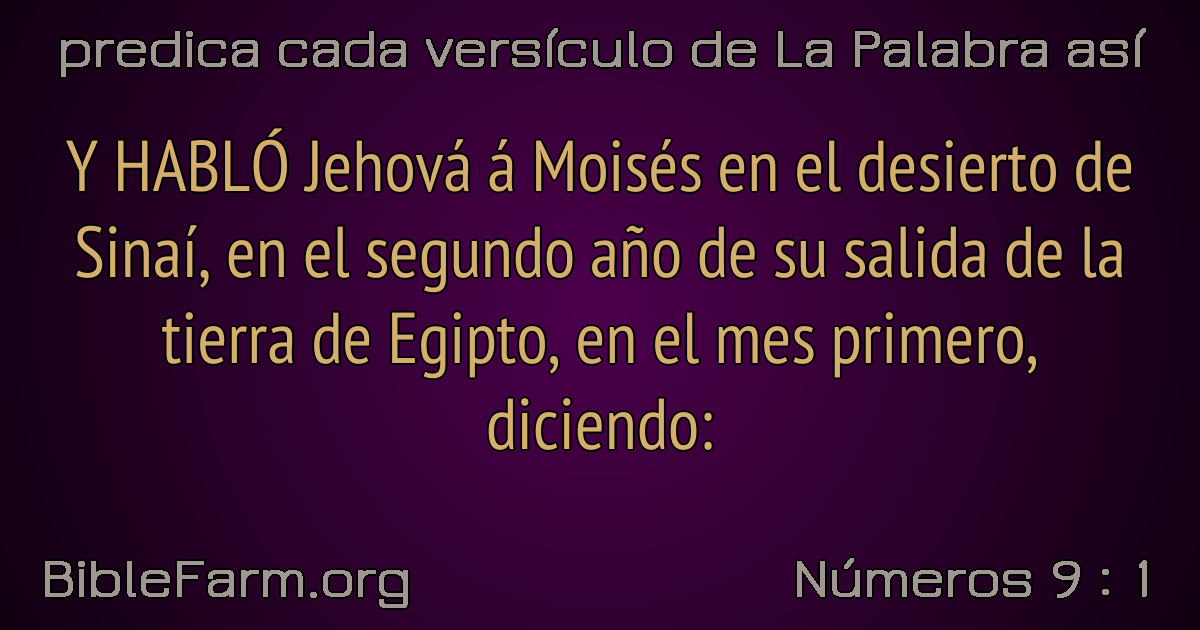 predica cada versículo de La Palabra así
Y HABLÓ Jehová á Moisés en el desierto de
Sinaí, en el segundo año de su salida de la
tierra de Egipto, en el mes primero,
diciendo:
BibleFarm.org
Números 9 : 1